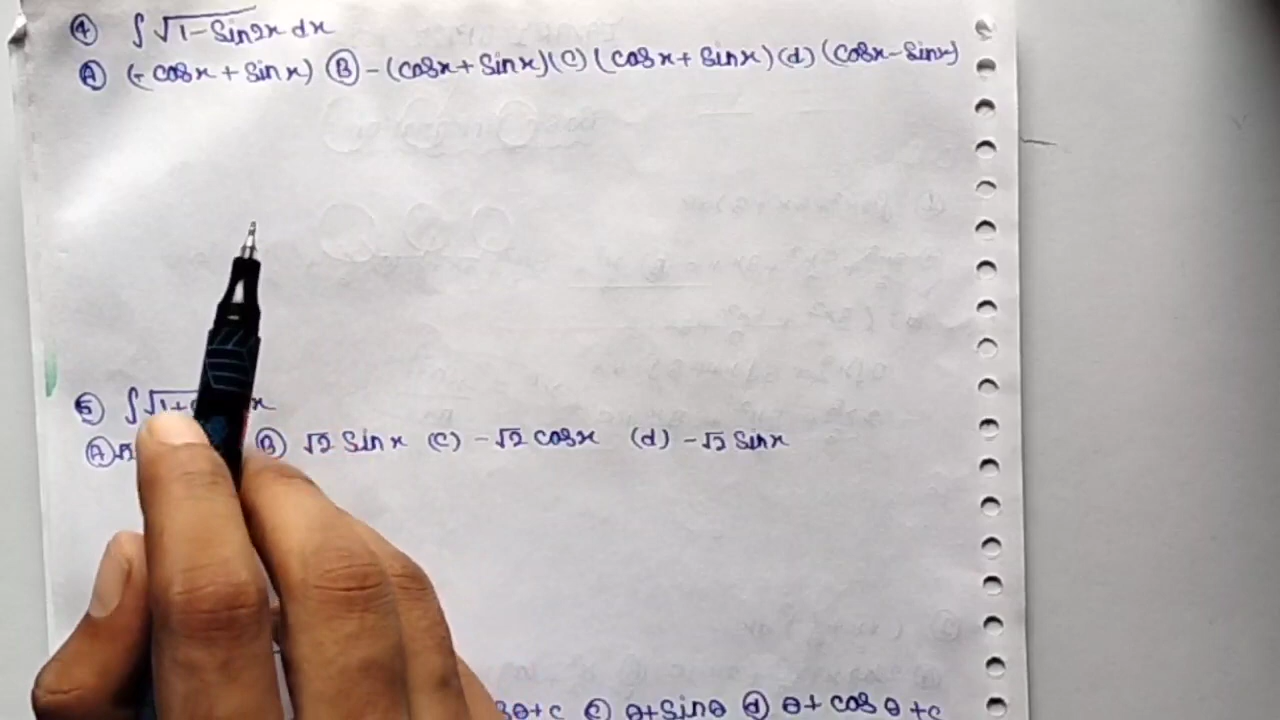 ④ ∫ √1-Sin2x dx
Ⓐ (-cosx + sinx) Ⓑ -(cosx + sinx) (c) (cosx + sinx) (d) (cosx - sinx)
⑤ ∫ √1+ x
Ⓐ √2 Ⓑ √2 sinx (c) -√2 cosx (d) -√2 sinx
θ+c Ⓒ θ+sinθ ⓓ θ+cosθ+c